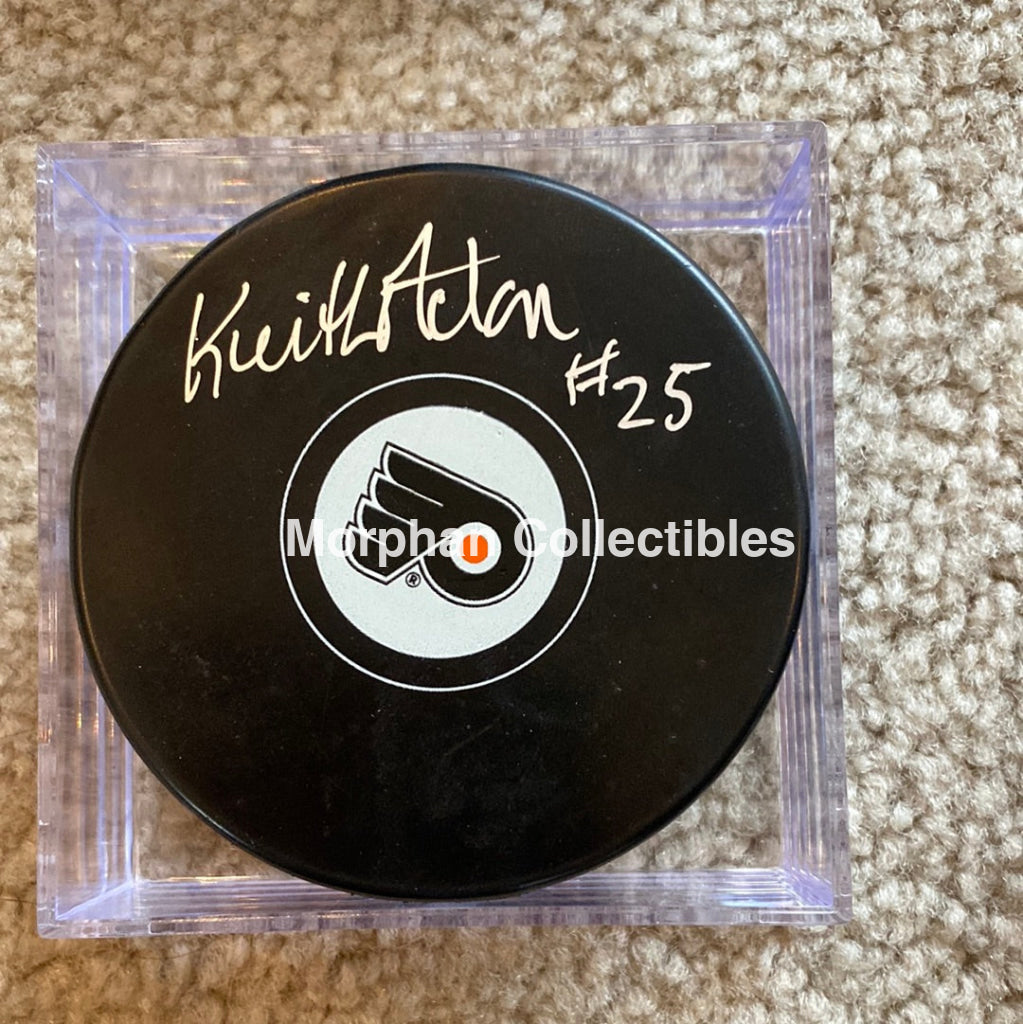 Keith Acton
#25
Morphan Collectibles
®